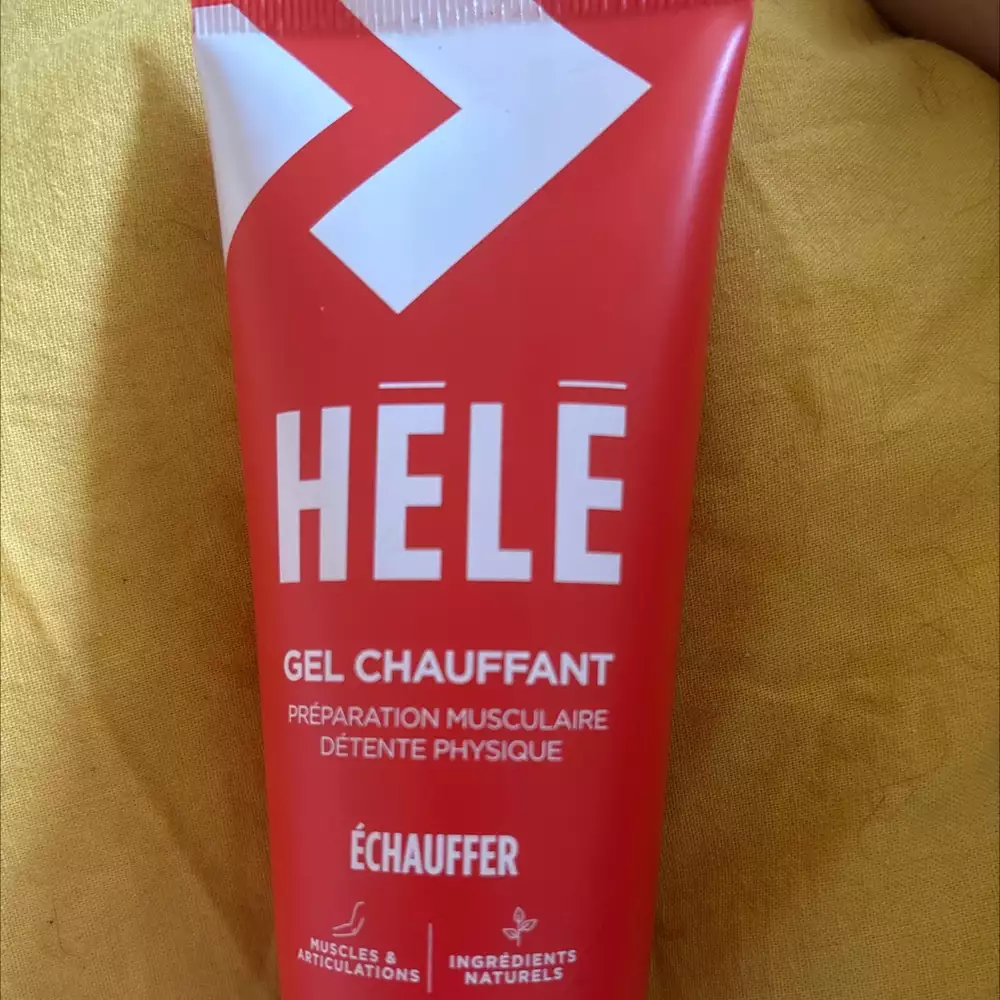 HĒLĒ
GEL CHAUFFANT
PRÉPARATION MUSCULAIRE
DÉTENTE PHYSIQUE
ÉCHAUFFER
MUSCLES &
ARTICULATIONS
INGRÉDIENTS
NATURELS